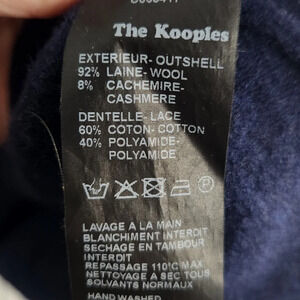 The Kooples
EXTERIEUR-OUTSHELL
92% LAINE-WOOL
8% CACHEMIRE-
CASHMERE
DENTELLE-LACE
60% COTON-COTTON
40% POLYAMIDE-
POLYAMIDE
LAVAGE A LA MAIN
BLANCHIMENT INTERDIT
SECHAGE EN TAMBOUR
INTERDIT
REPASSAGE 110°C MAX
NETTOYAGE A SEC TOUS
SOLVANTS NORMAUX
HAND WASHED